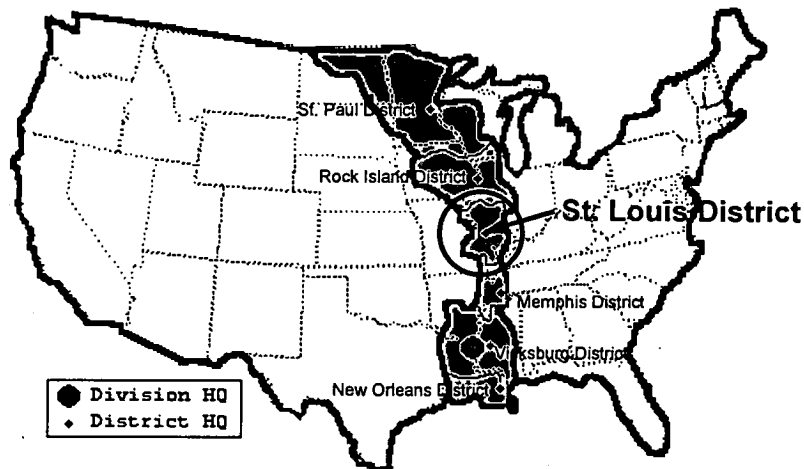 St. Paul District
Rock Island District
St. Louis District
Memphis District
Vicksburg District
New Orleans District
Division HQ
District HQ